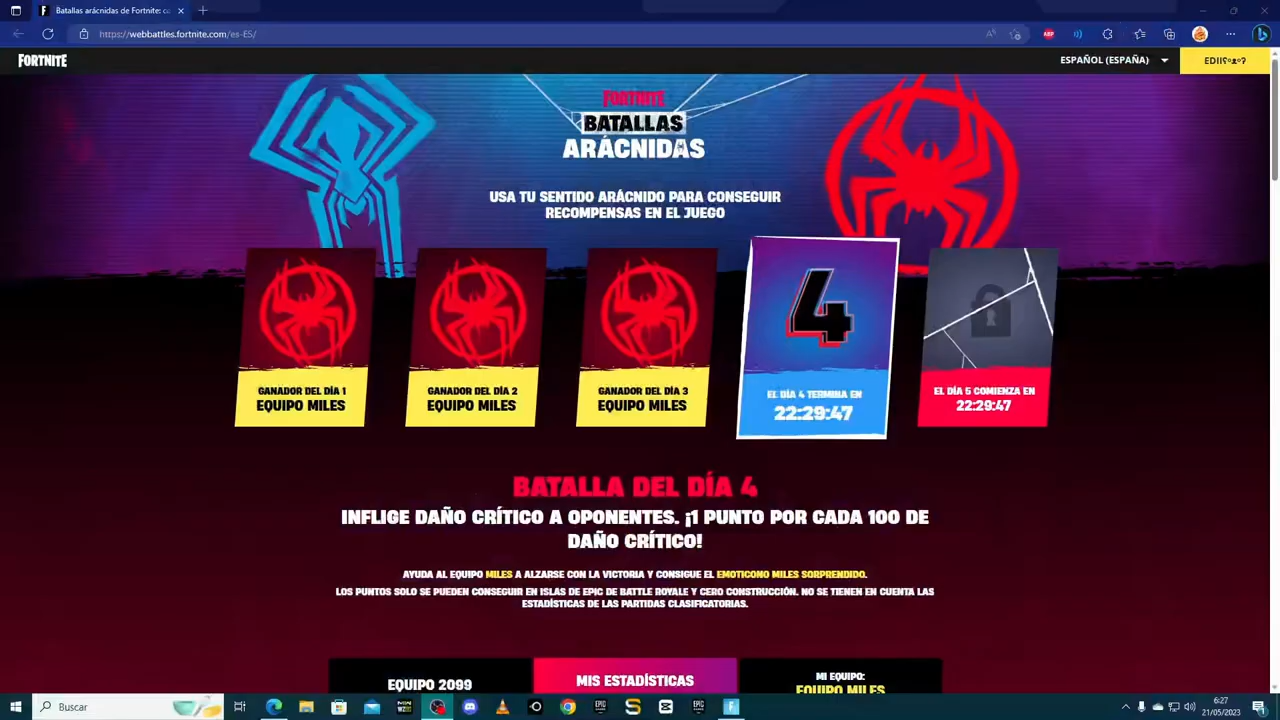 Batallas arácnidas de Fortnite: c
https://webbattles.fortnite.com/es-ES/
ABP
FORTNITE
ESPAÑOL (ESPAÑA)
FORTNITE
BATALLAS
ARÁCNIDAS
USA TU SENTIDO ARÁCNIDO PARA CONSEGUIR
RECOMPENSAS EN EL JUEGO
GANADOR DEL DÍA 1
EQUIPO MILES
GANADOR DEL DÍA 2
EQUIPO MILES
GANADOR DEL DÍA 3
EQUIPO MILES
4
EL DÍA 4 TERMINA EN
22:29:47
EL DÍA 5 COMIENZA EN
22:29:47
BATALLA DEL DÍA 4
INFLIGE DAÑO CRÍTICO A OPONENTES. ¡1 PUNTO POR CADA 100 DE
DAÑO CRÍTICO!
AYUDA AL EQUIPO MILES A ALZARSE CON LA VICTORIA Y CONSIGUE EL EMOTICONO MILES SORPRENDIDO.
LOS PUNTOS SOLO SE PUEDEN CONSEGUIR EN ISLAS DE EPIC DE BATTLE ROYALE Y CERO CONSTRUCCIÓN. NO SE TIENEN EN CUENTA LAS
ESTADÍSTICAS DE LAS PARTIDAS CLASIFICATORIAS.
EQUIPO 2099
MIS ESTADÍSTICAS
MI EQUIPO:
EQUIPO MILES
Buscar
6:27
21/05/2023